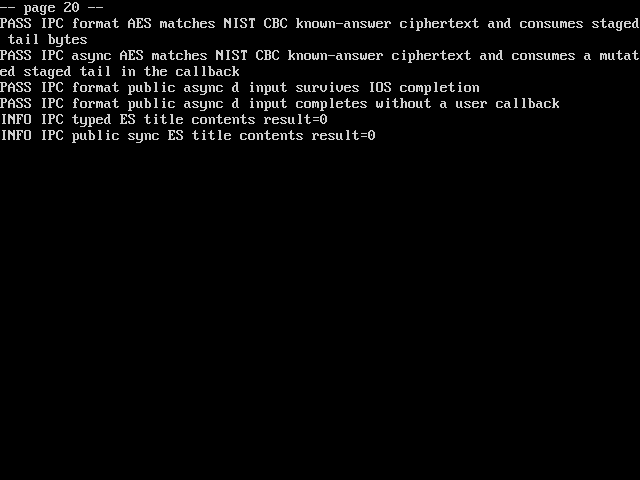 -- page 20 --
PASS IPC format AES matches NIST CBC known-answer ciphertext and consumes staged
 tail bytes
PASS IPC async AES matches NIST CBC known-answer ciphertext and consumes a mutat
ed staged tail in the callback
PASS IPC format public async d input survives IOS completion
PASS IPC format public async d input completes without a user callback
INFO IPC typed ES title contents result=0
INFO IPC public sync ES title contents result=0